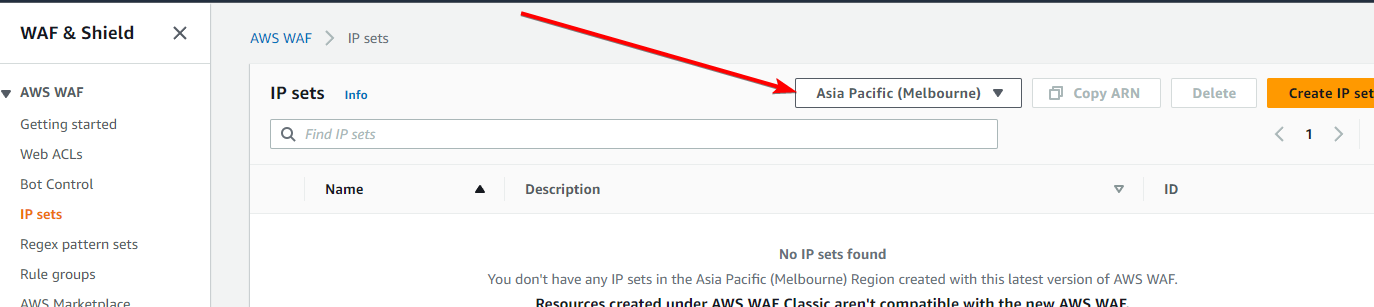 WAF & Shield
AWS WAF
Getting started
Web ACLs
Bot Control
IP sets
Regex pattern sets
Rule groups
AWS Marketplace
AWS WAF > IP sets
IP sets Info
Asia Pacific (Melbourne)
Copy ARN
Delete
Create IP set
Find IP sets
1
Name Description ID
No IP sets found
You don't have any IP sets in the Asia Pacific (Melbourne) Region created with this latest version of AWS WAF.
Resources created under AWS WAF Classic aren't compatible with the new AWS WAF.